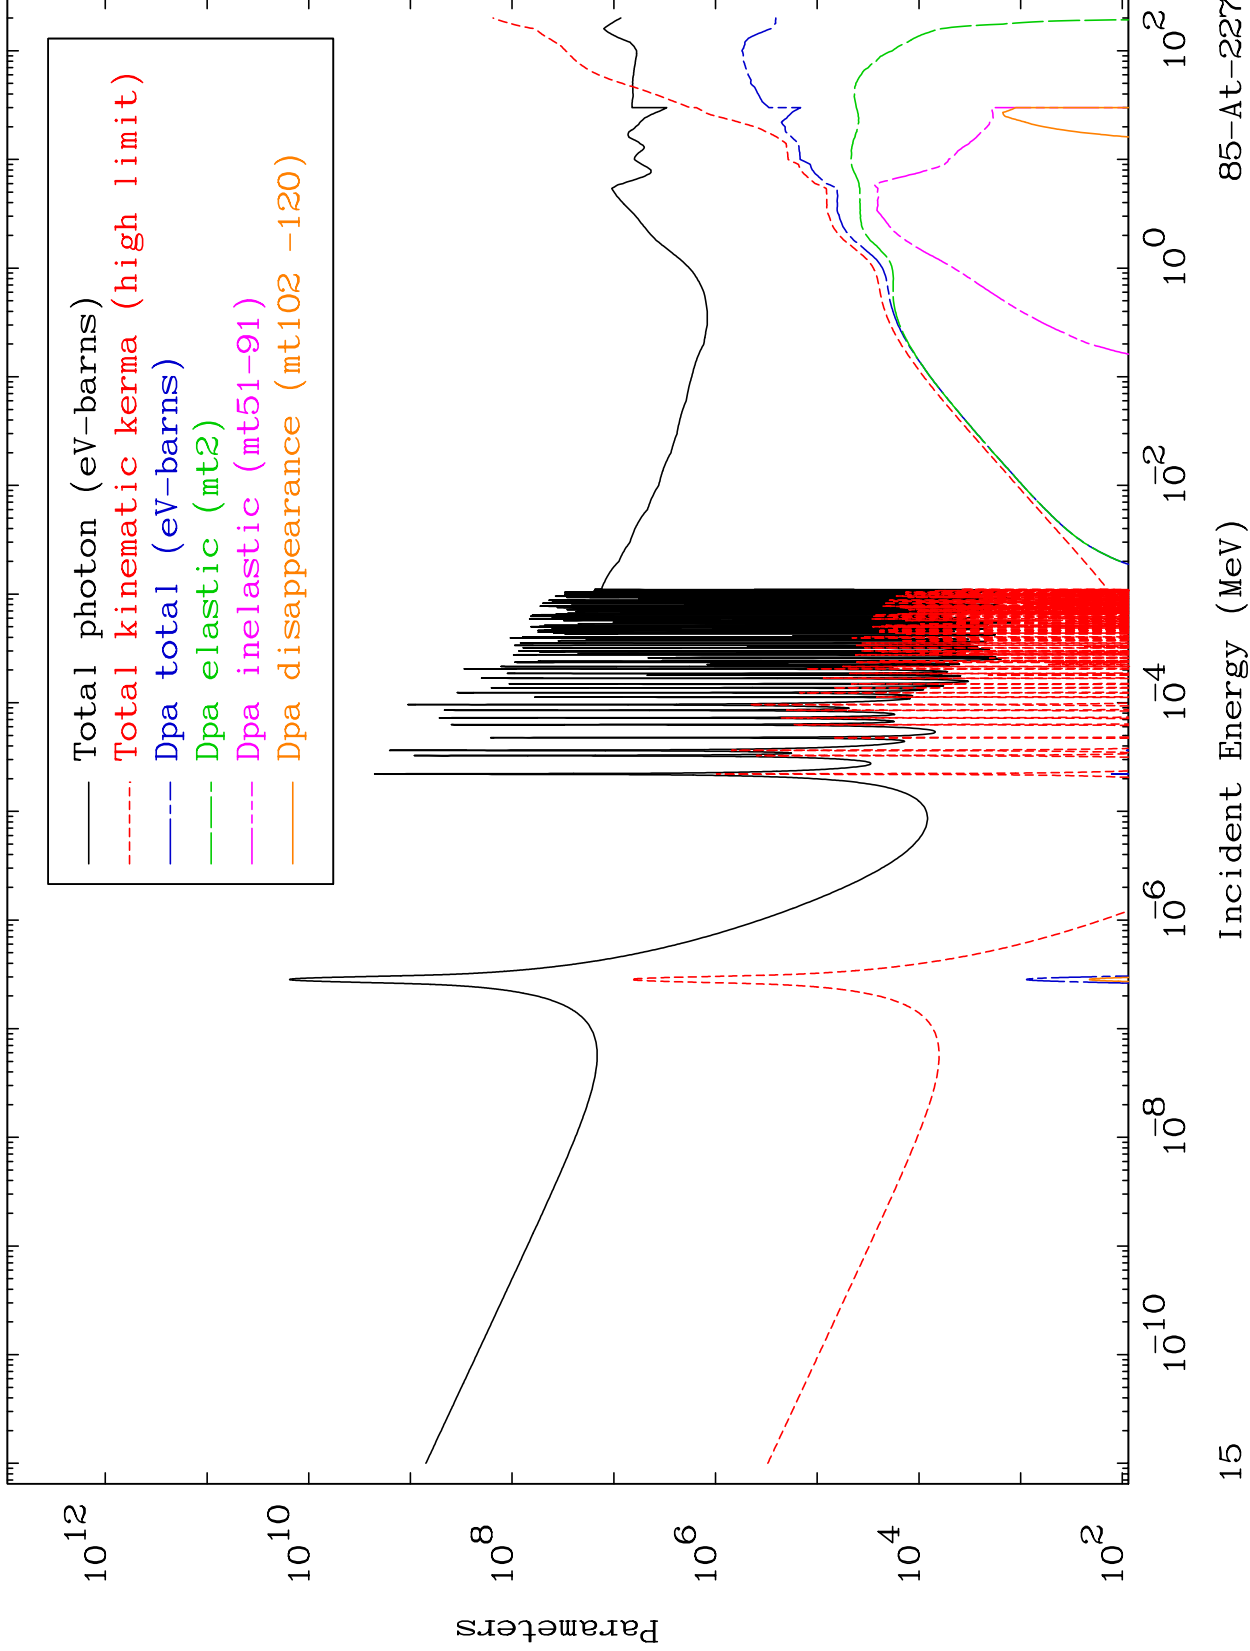 Total photon (eV-barns)
Total kinematic kerma (high limit)
Dpa total (eV-barns)
Dpa elastic (mt2)
Dpa inelastic (mt51-91)
Dpa disappearance (mt102 -120)
Parameters
10^12
10^10
10^8
10^6
10^4
10^2
10^-10
10^-8
10^-6
10^-4
10^-2
10^0
10^2
Incident Energy (MeV)
15
85-At-227